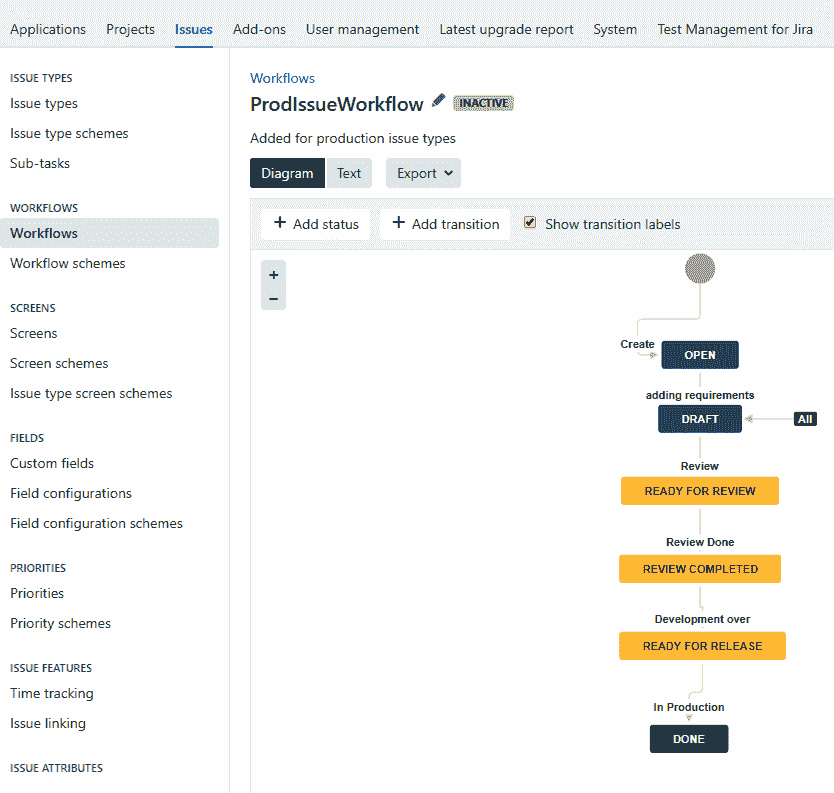 Applications Projects Issues Add-ons User management Latest upgrade report System Test Management for Jira
ISSUE TYPES
Issue types
Issue type schemes
Sub-tasks
WORKFLOWS
Workflows
Workflow schemes
SCREENS
Screens
Screen schemes
Issue type screen schemes
FIELDS
Custom fields
Field configurations
Field configuration schemes
PRIORITIES
Priorities
Priority schemes
ISSUE FEATURES
Time tracking
Issue linking
ISSUE ATTRIBUTES
Workflows
ProdIssueWorkflow INACTIVE
Added for production issue types
Diagram Text Export
+ Add status + Add transition Show transition labels
+
−
Create
OPEN
adding requirements
DRAFT All
Review
READY FOR REVIEW
Review Done
REVIEW COMPLETED
Development over
READY FOR RELEASE
In Production
DONE